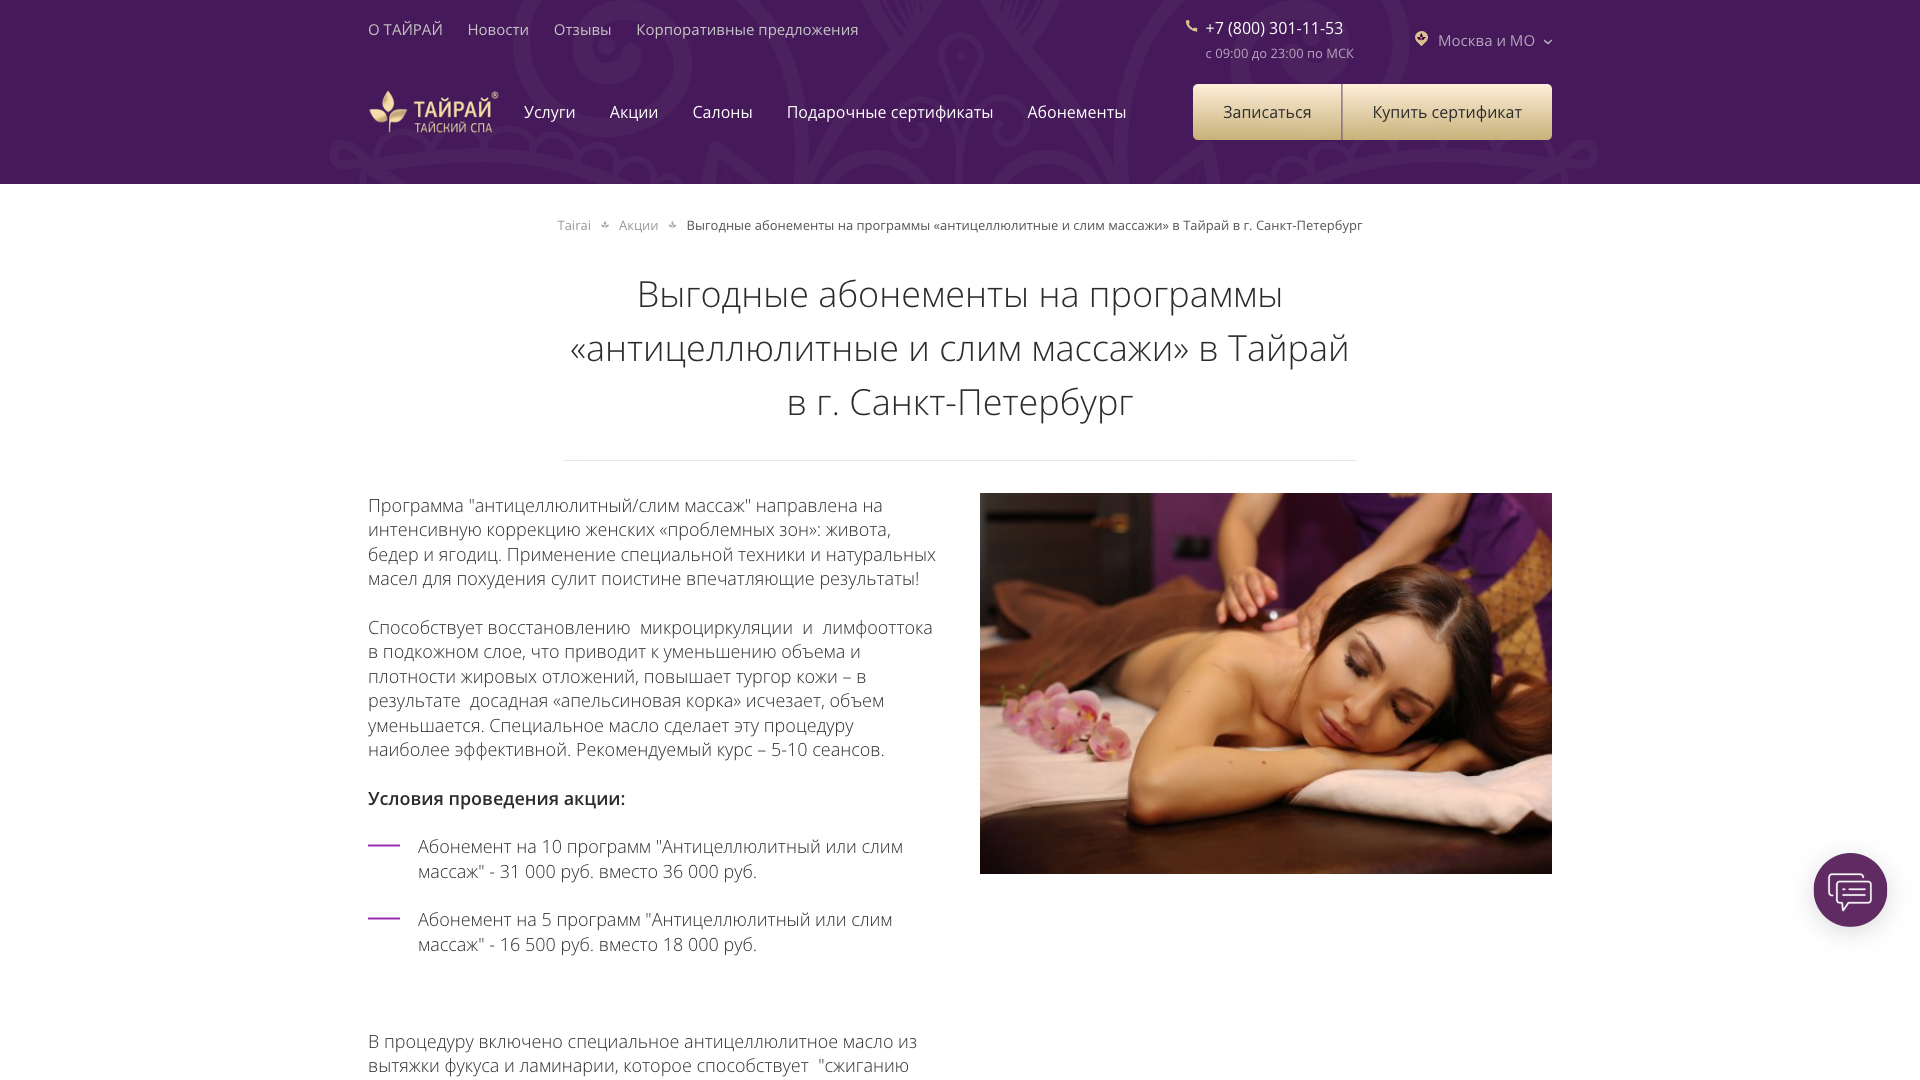 О ТАЙРАЙ Новости Отзывы Корпоративные предложения
+7 (800) 301-11-53
с 09:00 до 23:00 по МСК
Москва и МО
ТАЙРАЙ®
ТАЙСКИЙ СПА
Услуги Акции Салоны Подарочные сертификаты Абонементы
Записаться Купить сертификат
Tairai Акции Выгодные абонементы на программы «антицеллюлитные и слим массажи» в Тайрай в г. Санкт-Петербург
Выгодные абонементы на программы
«антицеллюлитные и слим массажи» в Тайрай
в г. Санкт-Петербург
Программа "антицеллюлитный/слим массаж" направлена на
интенсивную коррекцию женских «проблемных зон»: живота,
бедер и ягодиц. Применение специальной техники и натуральных
масел для похудения сулит поистине впечатляющие результаты!
Способствует восстановлению  микроциркуляции  и  лимфооттока
в подкожном слое, что приводит к уменьшению объема и
плотности жировых отложений, повышает тургор кожи – в
результате  досадная «апельсиновая корка» исчезает, объем
уменьшается. Специальное масло сделает эту процедуру
наиболее эффективной. Рекомендуемый курс – 5-10 сеансов.
Условия проведения акции:
Абонемент на 10 программ "Антицеллюлитный или слим
массаж" - 31 000 руб. вместо 36 000 руб.
Абонемент на 5 программ "Антицеллюлитный или слим
массаж" - 16 500 руб. вместо 18 000 руб.
В процедуру включено специальное антицеллюлитное масло из
вытяжки фукуса и ламинарии, которое способствует  "сжиганию